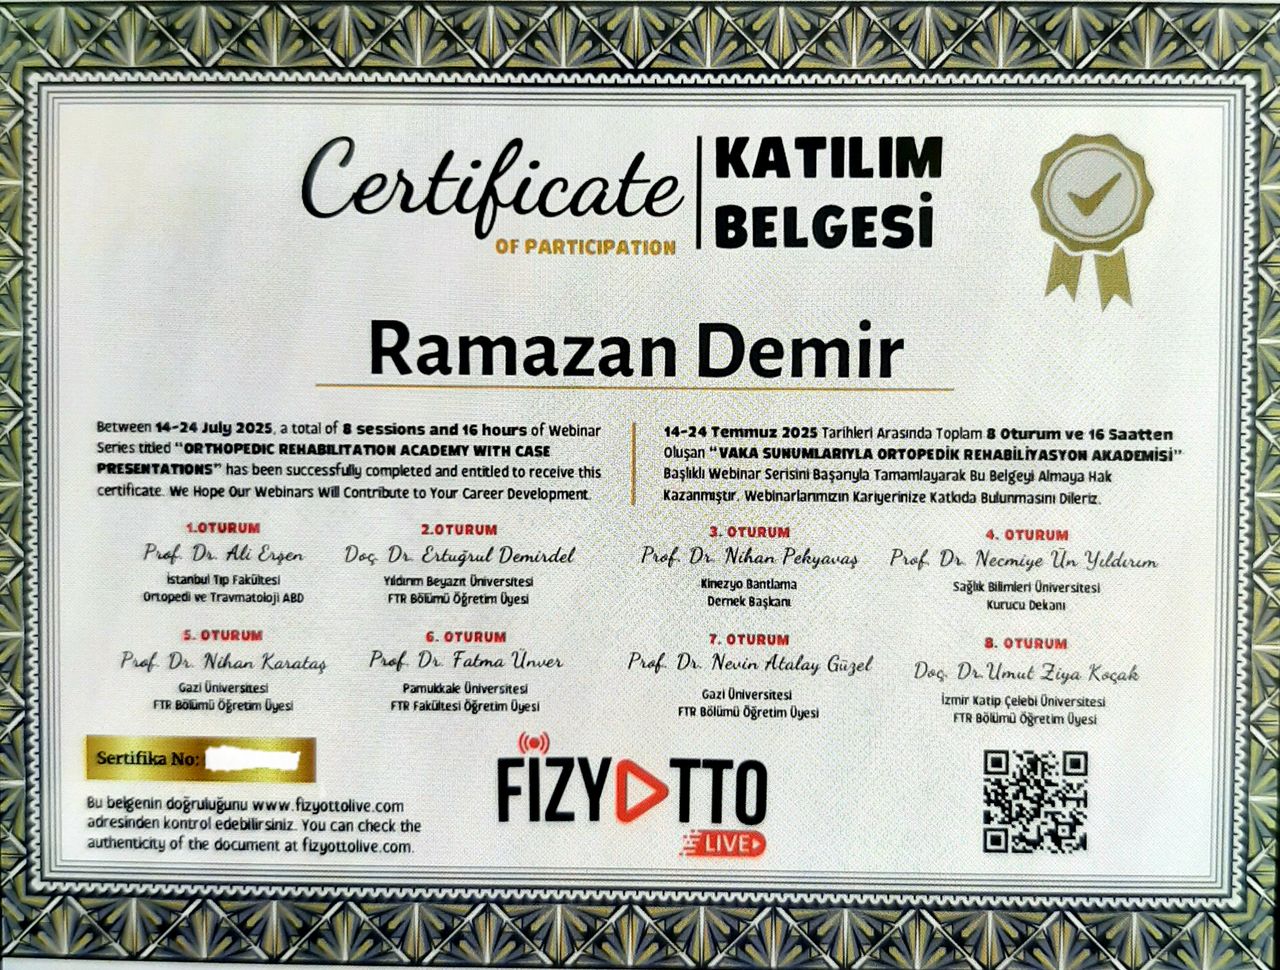 Certificate
OF PARTICIPATION
KATILIM
BELGESİ
Ramazan Demir
Between 14-24 July 2025, a total of 8 sessions and 16 hours of Webinar
Series titled "ORTHOPEDIC REHABILITATION ACADEMY WITH CASE
PRESENTATIONS" has been successfully completed and entitled to receive this
certificate. We Hope Our Webinars Will Contribute to Your Career Development.
14-24 Temmuz 2025 Tarihleri Arasında Toplam 8 Oturum ve 16 Saatten
Oluşan "VAKA SUNUMLARIYLA ORTOPEDİK REHABİLİTASYON AKADEMİSİ"
Başlıklı Webinar Serisini Başarıyla Tamamlayarak Bu Belgeyi Almaya Hak
Kazanmıştır. Webinarlarımızın Kariyerinize Katkıda Bulunmasını Dileriz.
1.OTURUM
Prof. Dr. Ali Erşen
İstanbul Tıp Fakültesi
Ortopedi ve Travmatoloji ABD
2.OTURUM
Doç. Dr. Ertuğrul Demirdel
Yıldırım Beyazıt Üniversitesi
FTR Bölümü Öğretim Üyesi
3. OTURUM
Prof. Dr. Nihan Pekyavaş
Kinezyo Bantlama
Dernek Başkanı
4. OTURUM
Prof. Dr. Necmiye Ün Yıldırım
Sağlık Bilimleri Üniversitesi
Kurucu Dekanı
5. OTURUM
Prof. Dr. Nihan Karataş
Gazi Üniversitesi
FTR Bölümü Öğretim Üyesi
6. OTURUM
Prof. Dr. Fatma Ünver
Pamukkale Üniversitesi
FTR Fakültesi Öğretim Üyesi
7. OTURUM
Prof. Dr. Nevin Atalay Güzel
Gazi Üniversitesi
FTR Bölümü Öğretim Üyesi
8. OTURUM
Doç. Dr. Umut Ziya Koçak
İzmir Katip Çelebi Üniversitesi
FTR Bölümü Öğretim Üyesi
Sertifika No:
Bu belgenin doğruluğunu www.fizyottolive.com
adresinden kontrol edebilirsiniz. You can check the
authenticity of the document at fizyottolive.com.
FİZYOTTO
LIVE